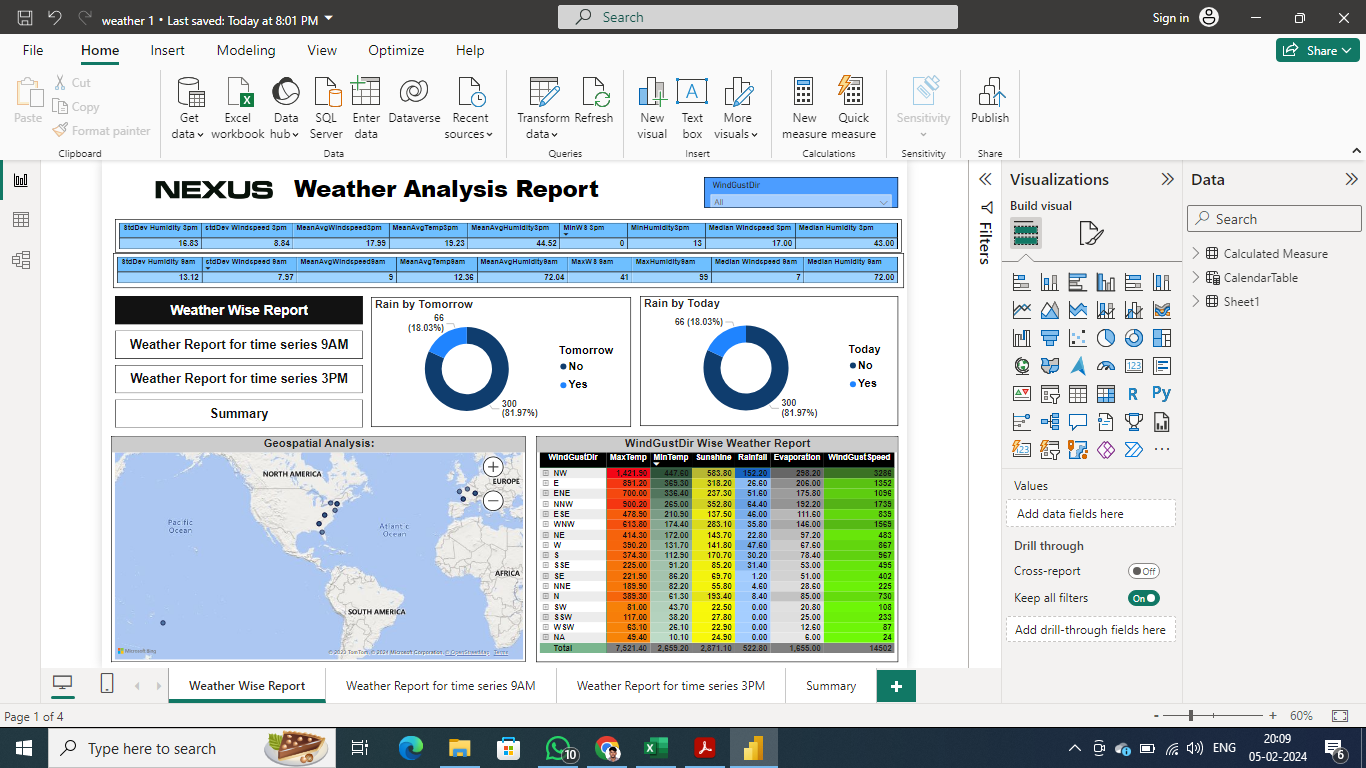 weather 1 • Last saved: Today at 8:01 PM
Search
Sign in
File Home Insert Modeling View Optimize Help
Share
Paste
Cut
Copy
Format painter
Get data
Excel workbook
Data hub
SQL Server
Enter data
Dataverse
Recent sources
Transform data
Refresh
New visual
Text box
More visuals
New measure
Quick measure
Sensitivity
Publish
Clipboard Data Queries Insert Calculations Sensitivity Share
NEXUS Weather Analysis Report
WindGustDir
All
StdDev Humidity 3pm stdDev Windspeed 3pm MeanAvgWindspeed3pm MeanAvgTemp3pm MeanAvgHumidity3pm MinWS 3pm MinHumidity3pm Median Windspeed 3pm Median Humidity 3pm
16.83 8.84 17.99 19.23 44.52 0 13 17.00 43.00
StdDev Humidity 9am stdDev Windspeed 9am MeanAvgWindspeed9am MeanAvgTemp9am MeanAvgHumidity9am MaxWS 9am MaxHumidity9am Median Windspeed 9am Median Humidity 9am
13.12 7.97 9 12.36 72.04 41 99 7 72.00
Weather Wise Report
Weather Report for time series 9AM
Weather Report for time series 3PM
Summary
Rain by Tomorrow
66
(18.03%)
300
(81.97%)
Tomorrow
No
Yes
Rain by Today
66 (18.03%)
300
(81.97%)
Today
No
Yes
Geospatial Analysis:
NORTH AMERICA
EUROPE
Pacific
Ocean
Atlantic
Ocean
AFRICA
SOUTH AMERICA
Microsoft Bing
© 2023 TomTom, © 2024 Microsoft Corporation, © OpenStreetMap, Terms
WindGustDir Wise Weather Report
WindGustDir MaxTemp MinTemp Sunshine Rainfall Evaporation WindGustSpeed
NW 1,421.90 447.60 583.80 152.20 298.20 3286
E 891.20 369.30 318.20 26.60 206.00 1352
ENE 700.00 336.40 237.30 51.60 175.80 1096
NNW 900.20 265.00 352.80 64.40 192.20 1739
ESE 478.90 210.90 137.50 46.00 111.60 839
WNW 613.80 174.40 283.10 35.80 146.00 1569
NE 414.30 172.00 143.70 22.80 97.20 483
W 390.20 131.70 141.80 47.60 67.60 867
S 374.30 112.90 170.70 30.20 78.40 967
SSE 225.00 91.20 85.20 31.40 53.00 495
SE 221.90 86.20 69.70 1.20 51.00 402
NNE 185.90 82.20 55.80 4.60 28.60 225
N 389.30 61.30 193.40 8.40 85.00 730
SW 81.00 43.70 22.50 0.00 20.80 108
SSW 117.00 38.20 27.80 0.00 25.00 233
WSW 63.10 26.10 22.90 0.00 12.60 87
NA 49.40 10.10 24.90 0.00 6.00 24
Total 7,521.40 2,659.20 2,871.10 522.80 1,655.00 14502
Filters
Visualizations
Build visual
R
Py
123
Values
Add data fields here
Drill through
Cross-report
Off
Keep all filters
On
Add drill-through fields here
Data
Search
Calculated Measure
CalendarTable
Sheet1
Weather Wise Report
Weather Report for time series 9AM
Weather Report for time series 3PM
Summary
Page 1 of 4
60%
Type here to search
10
ENG
20:09
05-02-2024
6